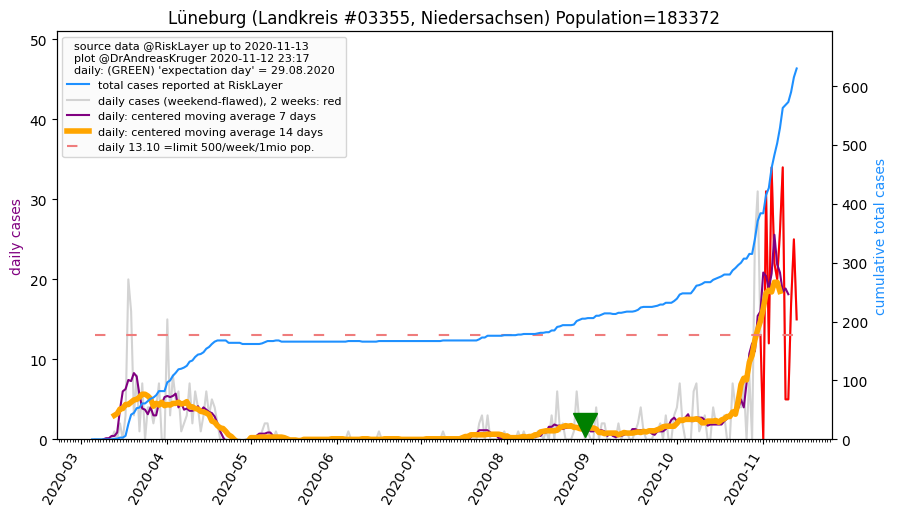 Lüneburg (Landkreis #03355, Niedersachsen) Population=183372
source data @RiskLayer up to 2020-11-13
plot @DrAndreasKruger 2020-11-12 23:17
daily: (GREEN) 'expectation day' = 29.08.2020
total cases reported at RiskLayer
daily cases (weekend-flawed), 2 weeks: red
daily: centered moving average 7 days
daily: centered moving average 14 days
daily 13.10 =limit 500/week/1mio pop.
daily cases
50
40
30
20
10
0
cumulative total cases
600
500
400
300
200
100
0
2020-03
2020-04
2020-05
2020-06
2020-07
2020-08
2020-09
2020-10
2020-11